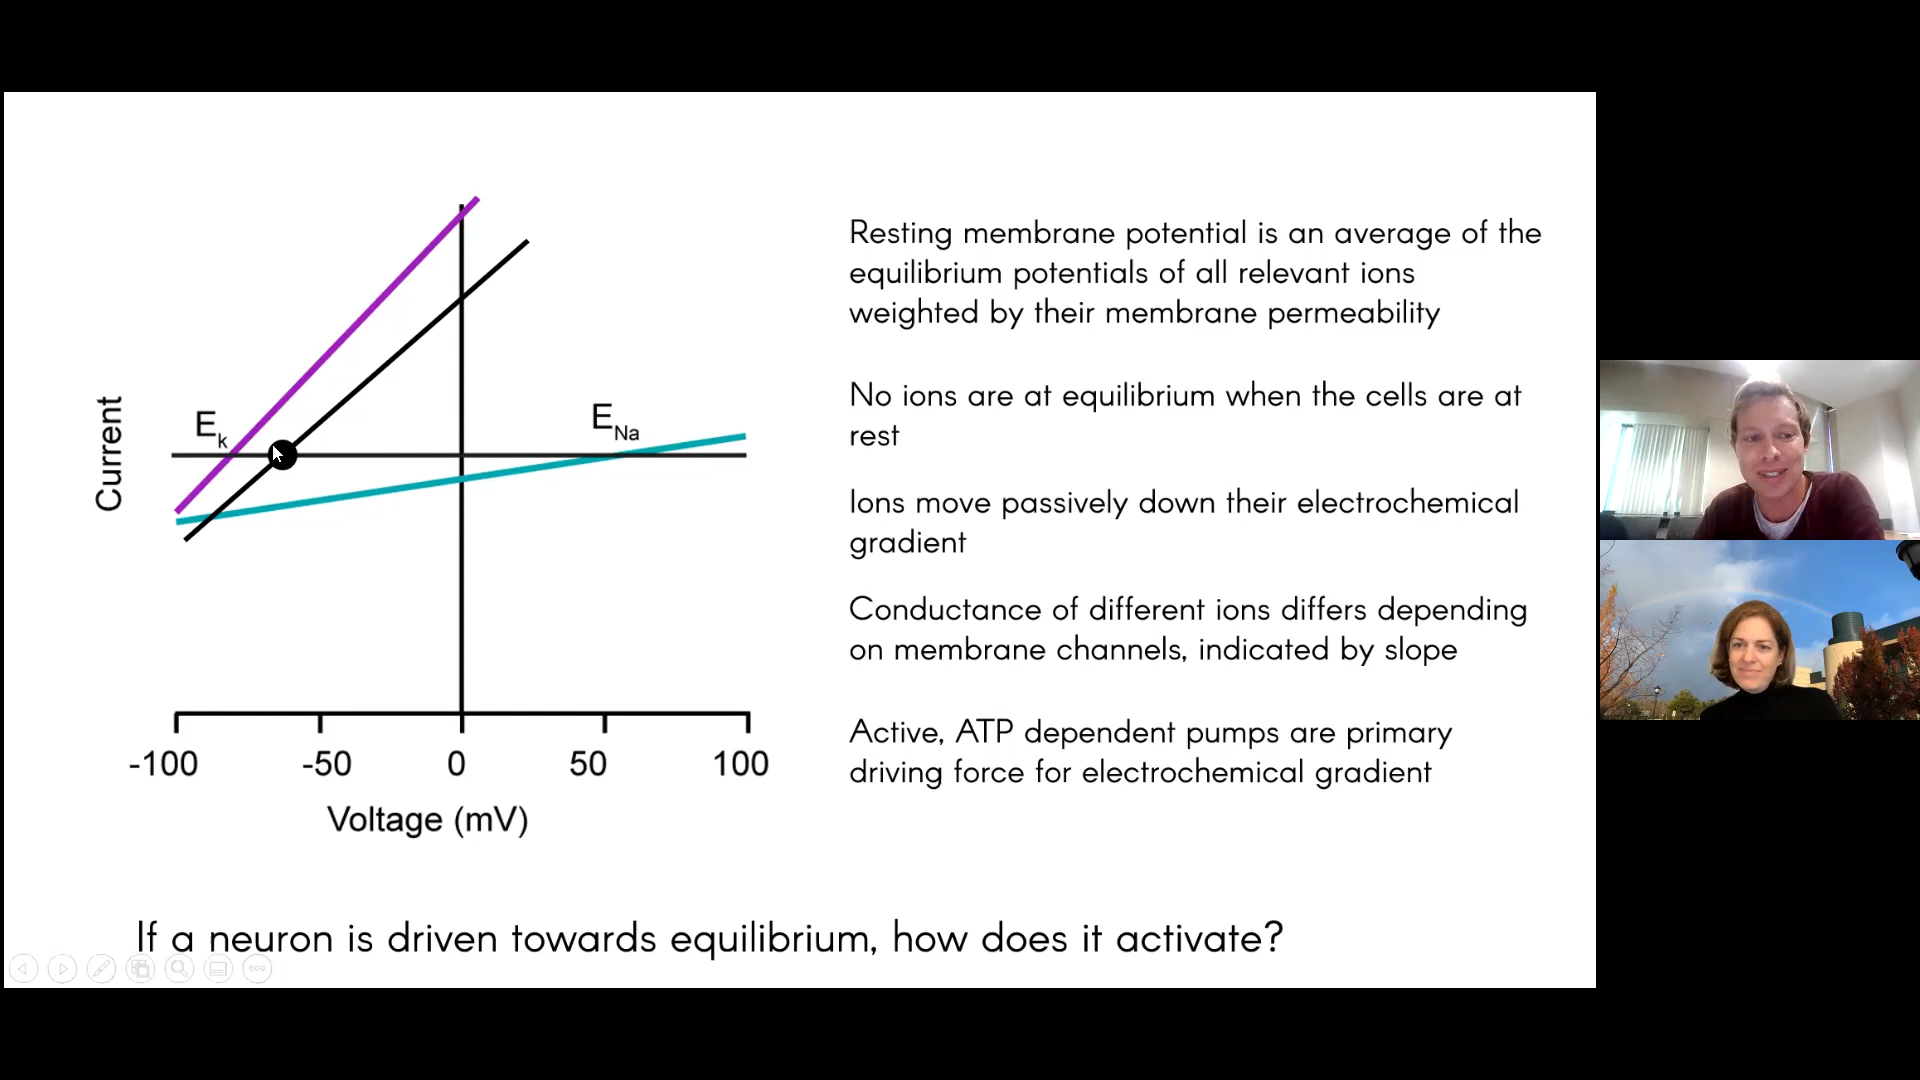 Resting membrane potential is an average of the
equilibrium potentials of all relevant ions
weighted by their membrane permeability
No ions are at equilibrium when the cells are at
rest
Ions move passively down their electrochemical
gradient
Conductance of different ions differs depending
on membrane channels, indicated by slope
Active, ATP dependent pumps are primary
driving force for electrochemical gradient
Current
Ek
ENa
-100 -50 0 50 100
Voltage (mV)
If a neuron is driven towards equilibrium, how does it activate?